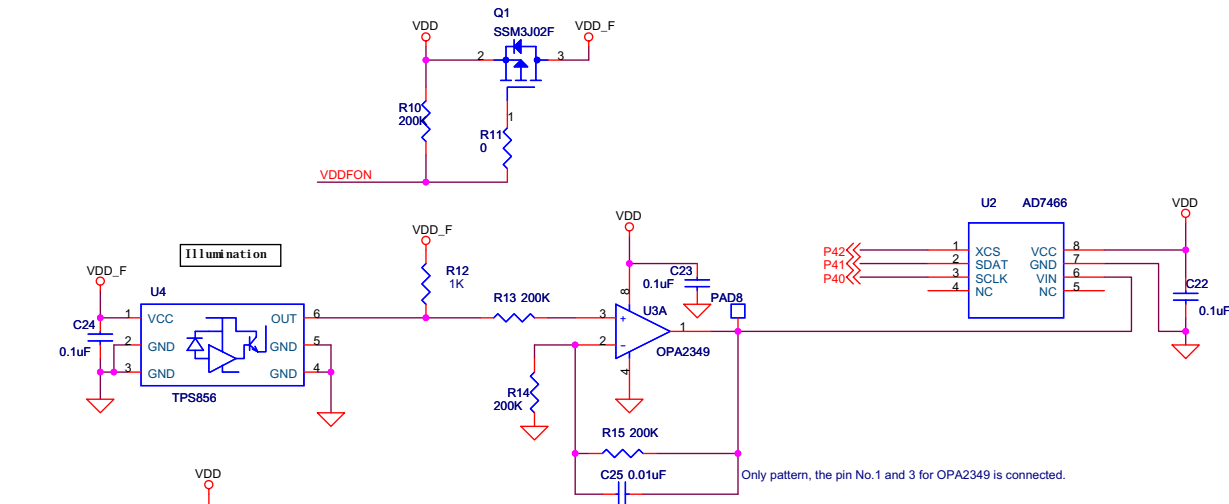 Q1
SSM3J02F
VDD
VDD_F
2
3
R10
200K
1
R11
0
VDDFON
Illumination
VDD_F
U4
C24
0.1uF
1
VCC
OUT
6
2
GND
GND
5
3
GND
GND
4
TPS856
VDD_F
R12
1K
R13 200K
VDD
C23
0.1uF
PAD8
8
U3A
3
+
1
2
-
OPA2349
4
R14
200K
R15 200K
C25 0.01uF
Only pattern, the pin No.1 and 3 for OPA2349 is connected.
U2
AD7466
VDD
P42
1
XCS
VCC
8
P41
2
SDAT
GND
7
P40
3
SCLK
VIN
6
4
NC
NC
5
C22
0.1uF
VDD